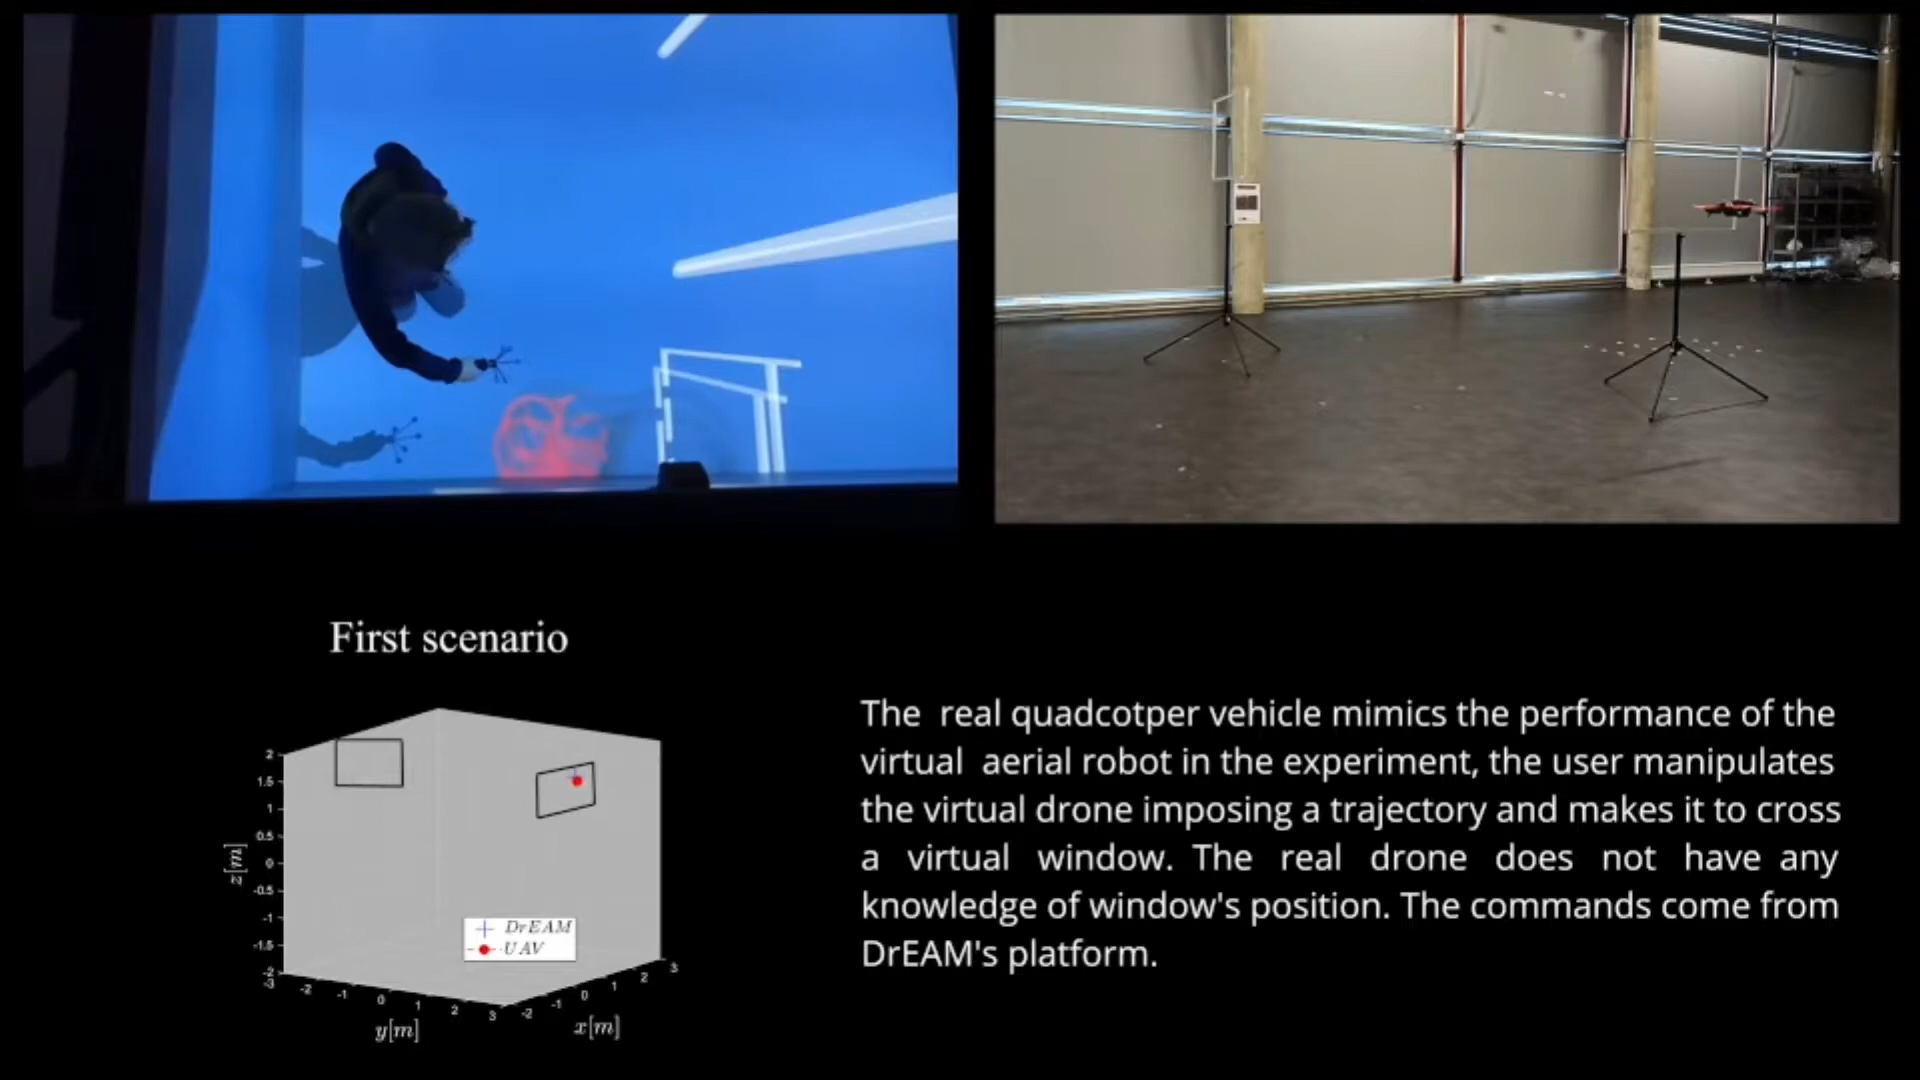 First scenario
The real quadcotper vehicle mimics the performance of the
virtual aerial robot in the experiment, the user manipulates
the virtual drone imposing a trajectory and makes it to cross
a virtual window. The real drone does not have any
knowledge of window's position. The commands come from
DrEAM's platform.
2
1.5
1
0.5
0
-0.5
-1
-1.5
-2
z[m]
-3 -2 -1 0 1 2 3
y[m]
-2 -1 0 1 2 3
x[m]
DrEAM
UAV